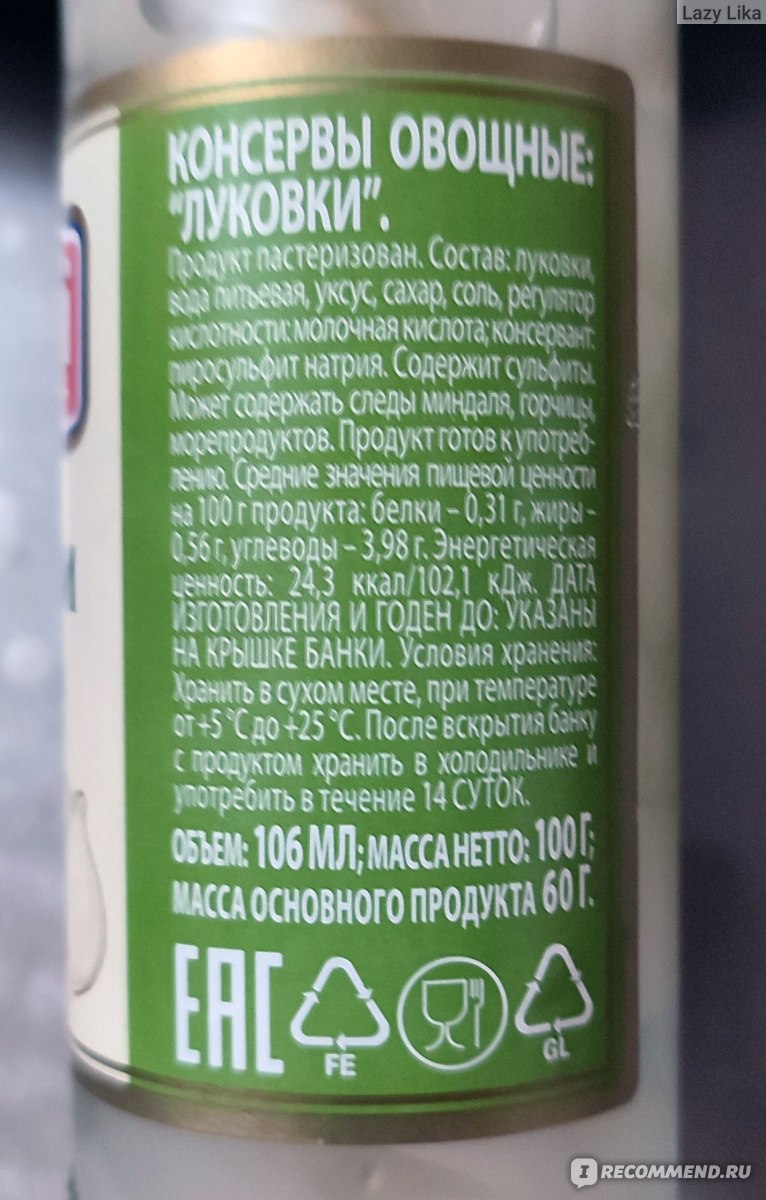 Lazy Lika
КОНСЕРВЫ ОВОЩНЫЕ:
"ЛУКОВКИ".
Продукт пастеризован. Состав: луковки,
вода питьевая, уксус, сахар, соль, регулятор
кислотности: молочная кислота; консервант:
пиросульфит натрия. Содержит сульфиты.
Может содержать следы миндаля, горчицы,
морепродуктов. Продукт готов к употреб-
лению. Средние значения пищевой ценности
на 100 г продукта: белки – 0,31 г, жиры –
0,56 г, углеводы – 3,98 г. Энергетическая
ценность: 24,3 ккал/102,1 кДж. ДАТА
ИЗГОТОВЛЕНИЯ И ГОДЕН ДО: УКАЗАНЫ
НА КРЫШКЕ БАНКИ. Условия хранения:
Хранить в сухом месте, при температуре
от +5 °C до +25 °C. После вскрытия банку
с продуктом хранить в холодильнике и
употребить в течение 14 СУТОК.
ОБЪЕМ: 106 МЛ; МАССА НЕТТО: 100 Г;
МАССА ОСНОВНОГО ПРОДУКТА 60 Г.
EAC
FE
GL
IRECOMMEND.RU